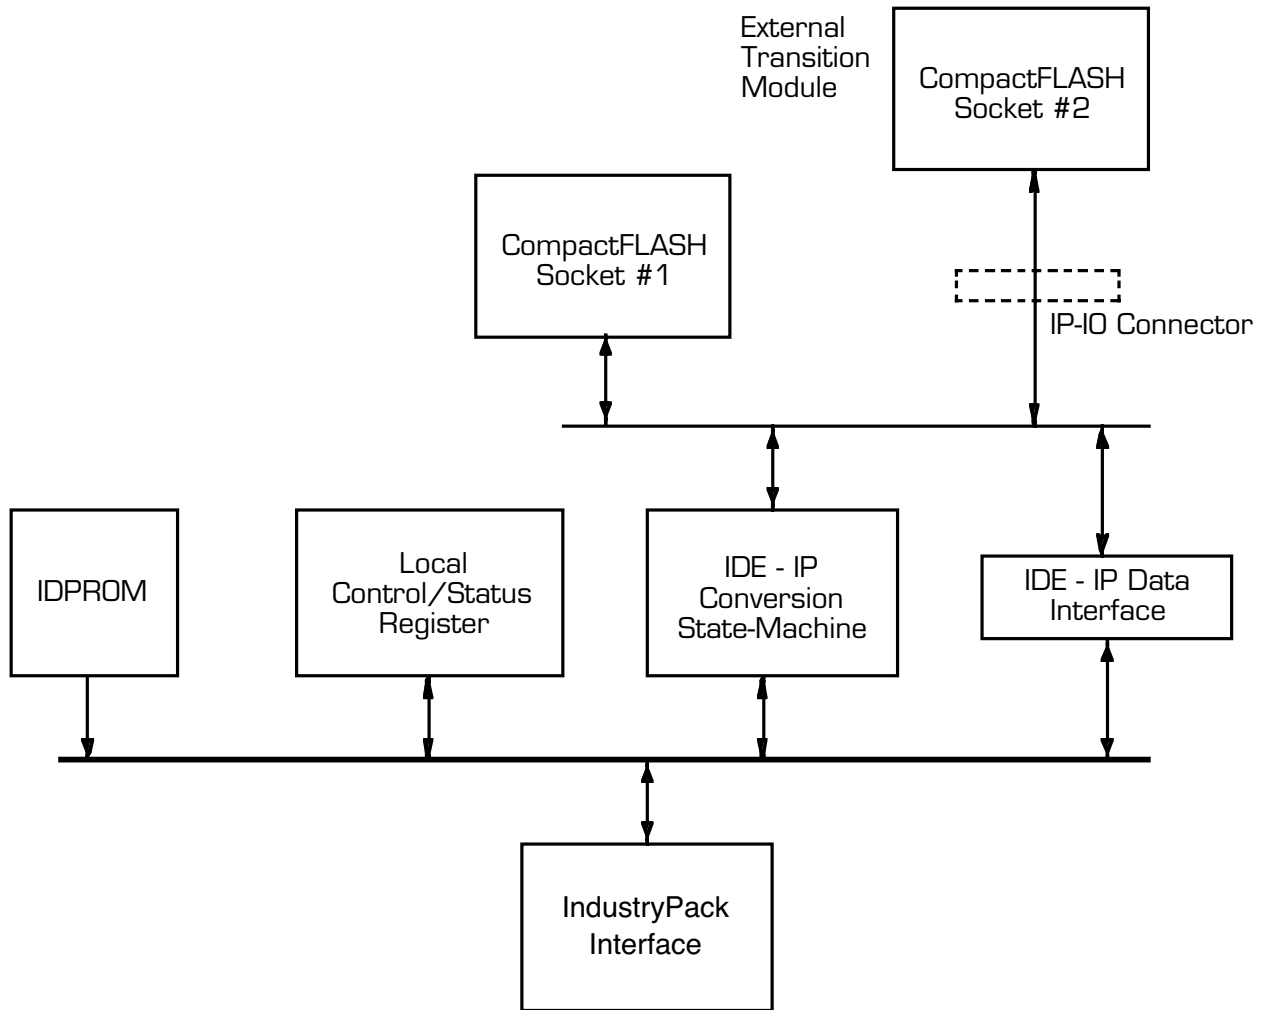 External
Transition
Module
CompactFLASH
Socket #2
CompactFLASH
Socket #1
IP-IO Connector
IDPROM
Local
Control/Status
Register
IDE - IP
Conversion
State-Machine
IDE - IP Data
Interface
IndustryPack
Interface